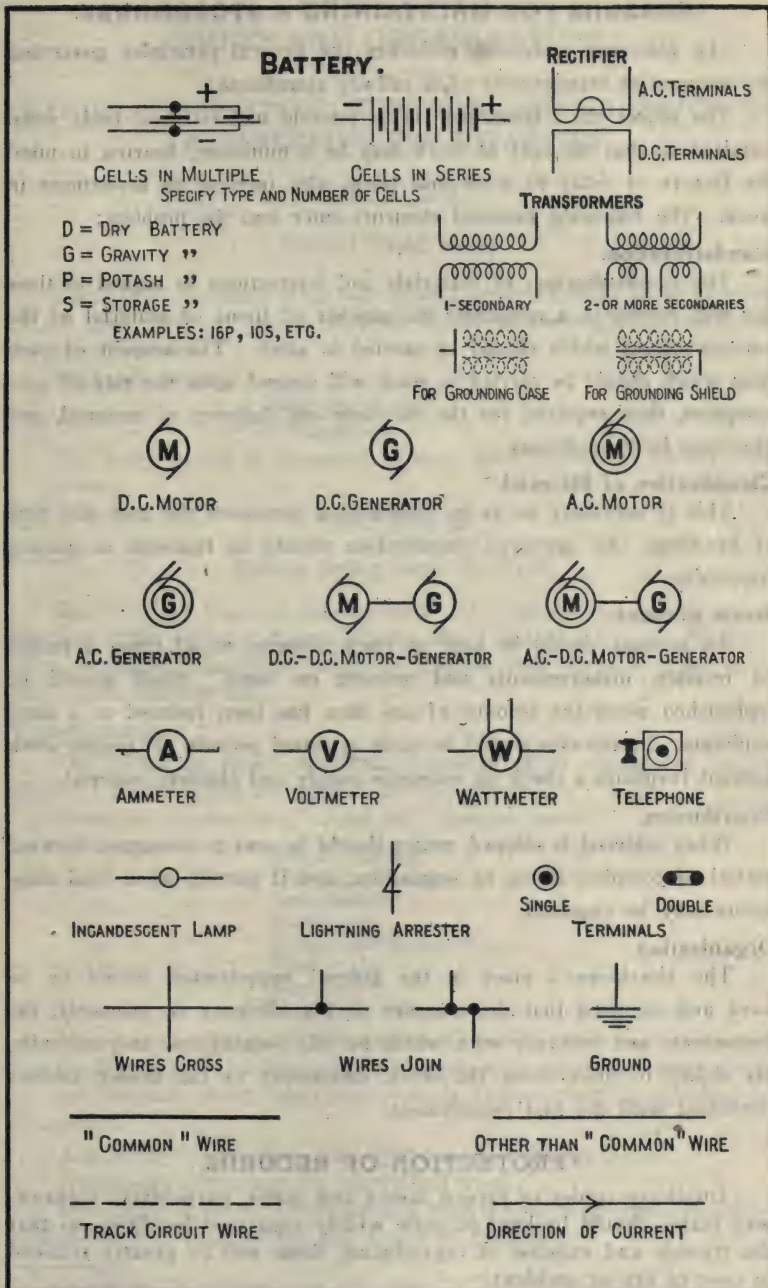 BATTERY.
RECTIFIER
A.C. TERMINALS
D.C. TERMINALS
+
−
− +
CELLS IN MULTIPLE CELLS IN SERIES
SPECIFY TYPE AND NUMBER OF CELLS
D = DRY BATTERY
G = GRAVITY ”
P = POTASH ”
S = STORAGE ”
EXAMPLES: 16P, 10S, ETC.
TRANSFORMERS
1-SECONDARY 2-OR MORE SECONDARIES
FOR GROUNDING CASE FOR GROUNDING SHIELD
M G M
D.C. MOTOR D.C. GENERATOR A.C. MOTOR
G M G M G
A.C. GENERATOR D.C.-D.C. MOTOR-GENERATOR A.C.-D.C. MOTOR-GENERATOR
A V W
AMMETER VOLTMETER WATTMETER TELEPHONE
SINGLE DOUBLE
INCANDESCENT LAMP LIGHTNING ARRESTER TERMINALS
WIRES CROSS WIRES JOIN GROUND
"COMMON" WIRE OTHER THAN "COMMON" WIRE
TRACK CIRCUIT WIRE DIRECTION OF CURRENT